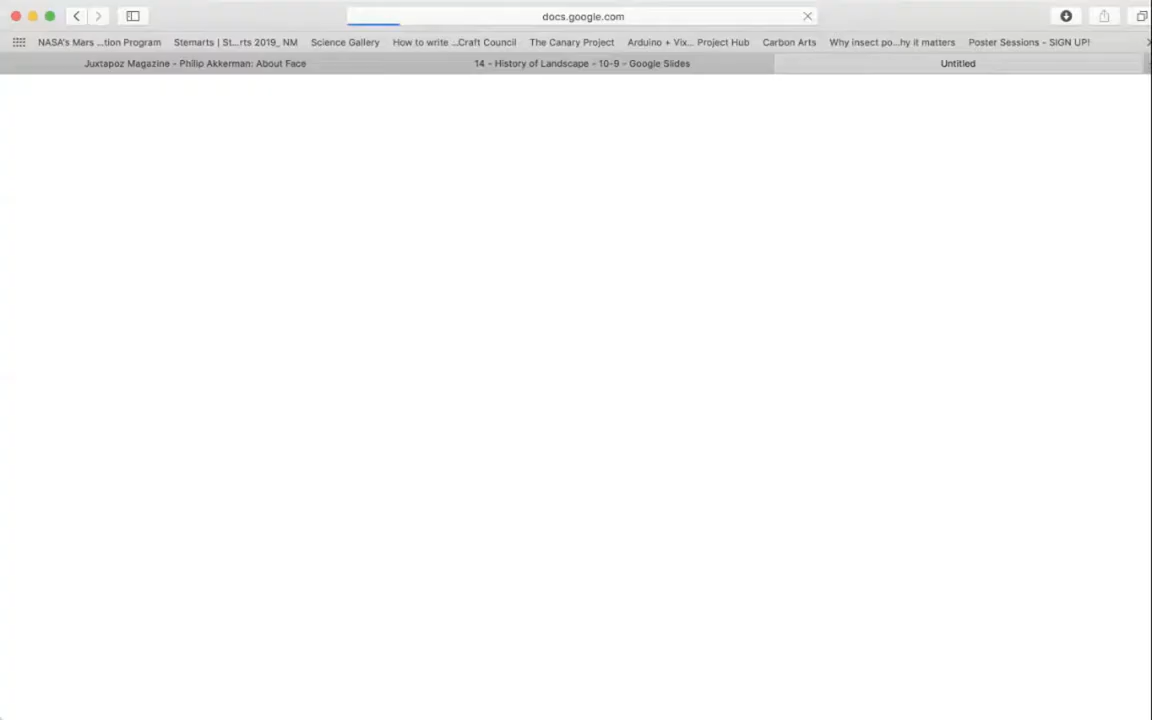 docs.google.com
NASA's Mars ...tion Program Stemarts | St...rts 2019_ NM Science Gallery How to write ...Craft Council The Canary Project Arduino + Vix... Project Hub Carbon Arts Why insect po...hy it matters Poster Sessions - SIGN UP!
Juxtapoz Magazine - Philip Akkerman: About Face 14 - History of Landscape - 10-9 - Google Slides Untitled